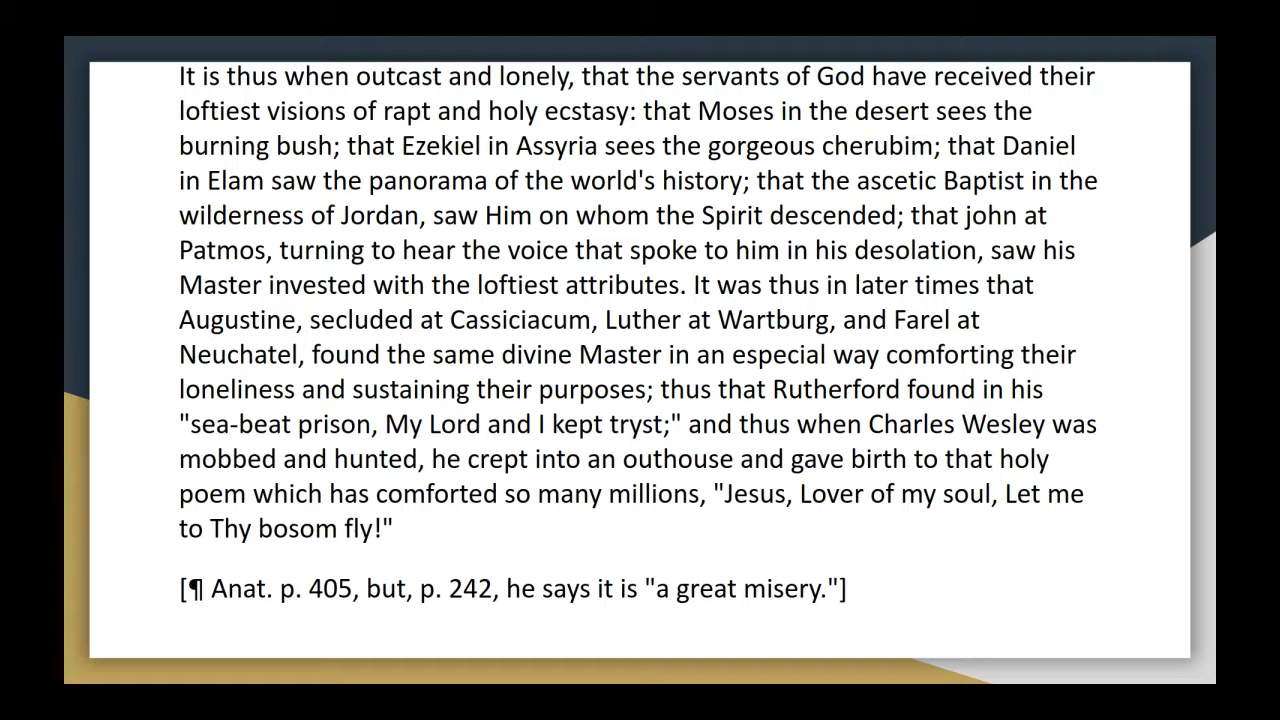 It is thus when outcast and lonely, that the servants of God have received their
loftiest visions of rapt and holy ecstasy: that Moses in the desert sees the
burning bush; that Ezekiel in Assyria sees the gorgeous cherubim; that Daniel
in Elam saw the panorama of the world's history; that the ascetic Baptist in the
wilderness of Jordan, saw Him on whom the Spirit descended; that john at
Patmos, turning to hear the voice that spoke to him in his desolation, saw his
Master invested with the loftiest attributes. It was thus in later times that
Augustine, secluded at Cassiciacum, Luther at Wartburg, and Farel at
Neuchatel, found the same divine Master in an especial way comforting their
loneliness and sustaining their purposes; thus that Rutherford found in his
"sea-beat prison, My Lord and I kept tryst;" and thus when Charles Wesley was
mobbed and hunted, he crept into an outhouse and gave birth to that holy
poem which has comforted so many millions, "Jesus, Lover of my soul, Let me
to Thy bosom fly!"
[¶ Anat. p. 405, but, p. 242, he says it is "a great misery."]